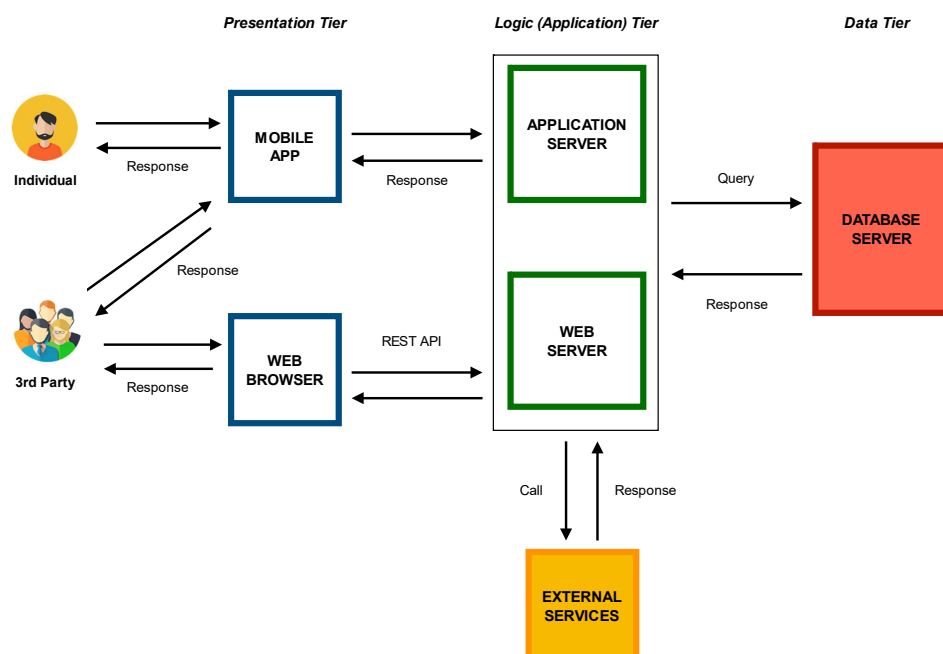 Presentation Tier
Logic (Application) Tier
Data Tier
Individual
Response
MOBILE
APP
Response
APPLICATION
SERVER
Query
DATABASE
SERVER
Response
Response
3rd Party
Response
WEB
BROWSER
REST API
WEB
SERVER
Call
Response
EXTERNAL
SERVICES